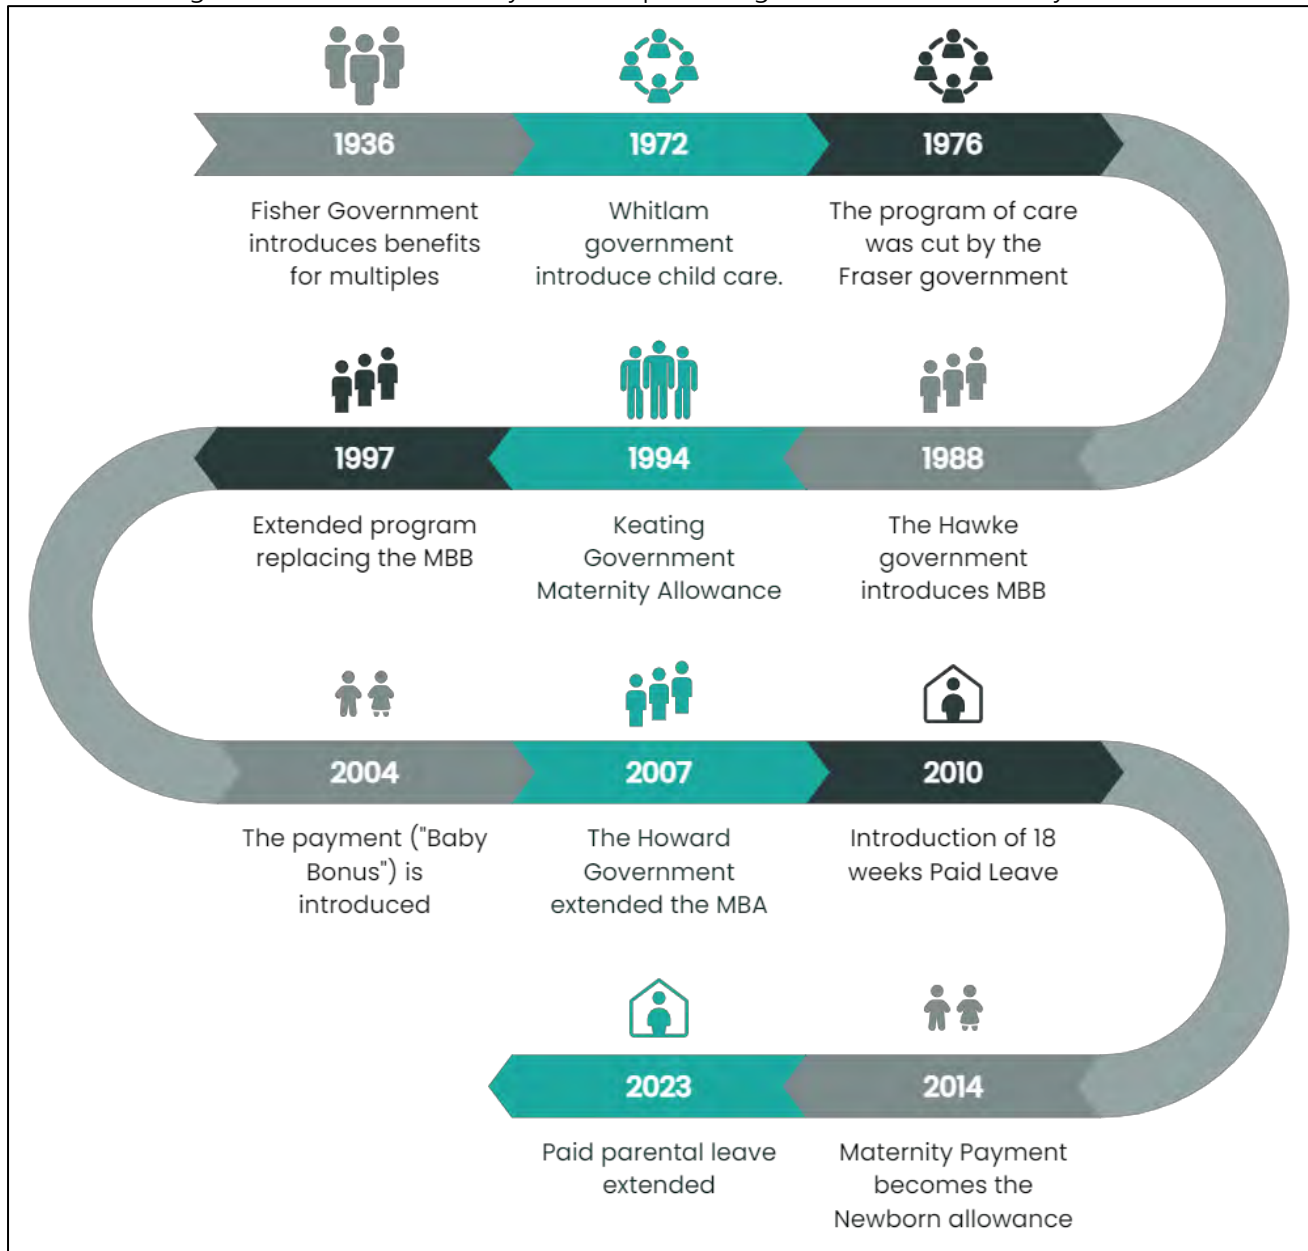 1936
Fisher Government
introduces benefits
for multiples
1972
Whitlam
government
introduce child care.
1976
The program of care
was cut by the
Fraser government
1988
The Hawke
government
introduces MBB
1994
Keating
Government
Maternity Allowance
1997
Extended program
replacing the MBB
2004
The payment ("Baby
Bonus") is
introduced
2007
The Howard
Government
extended the MBA
2010
Introduction of 18
weeks Paid Leave
2014
Maternity Payment
becomes the
Newborn allowance
2023
Paid parental leave
extended